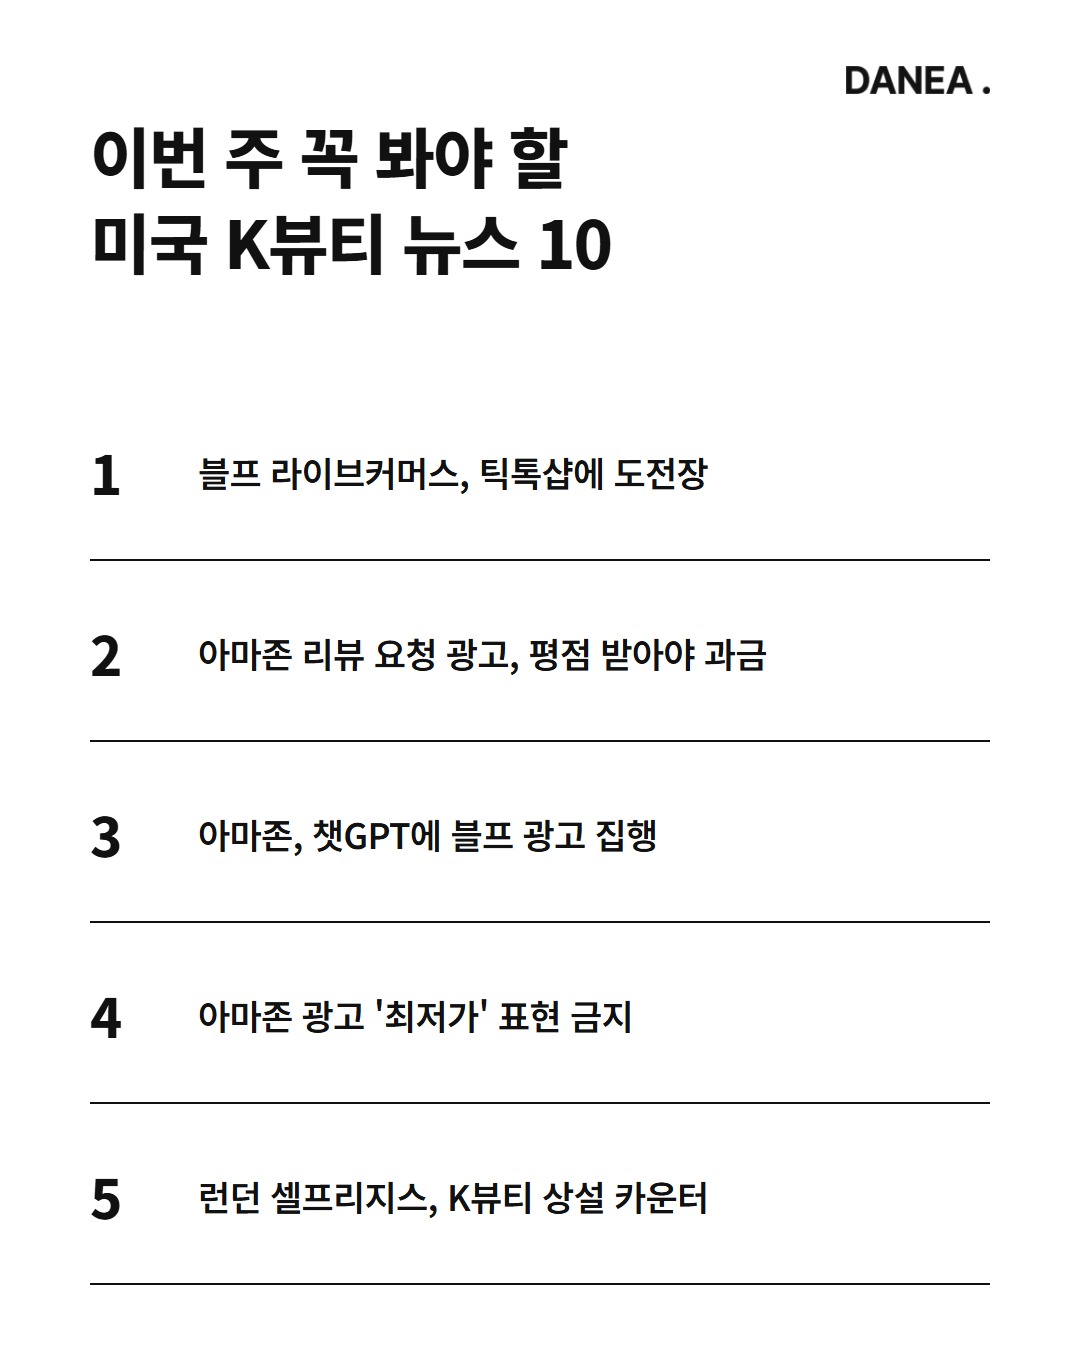 DANEA .
이번 주 꼭 봐야 할
미국 K뷰티 뉴스 10
1 블프 라이브커머스, 틱톡샵에 도전장
2 아마존 리뷰 요청 광고, 평점 받아야 과금
3 아마존, 챗GPT에 블프 광고 집행
4 아마존 광고 '최저가' 표현 금지
5 런던 셀프리지스, K뷰티 상설 카운터